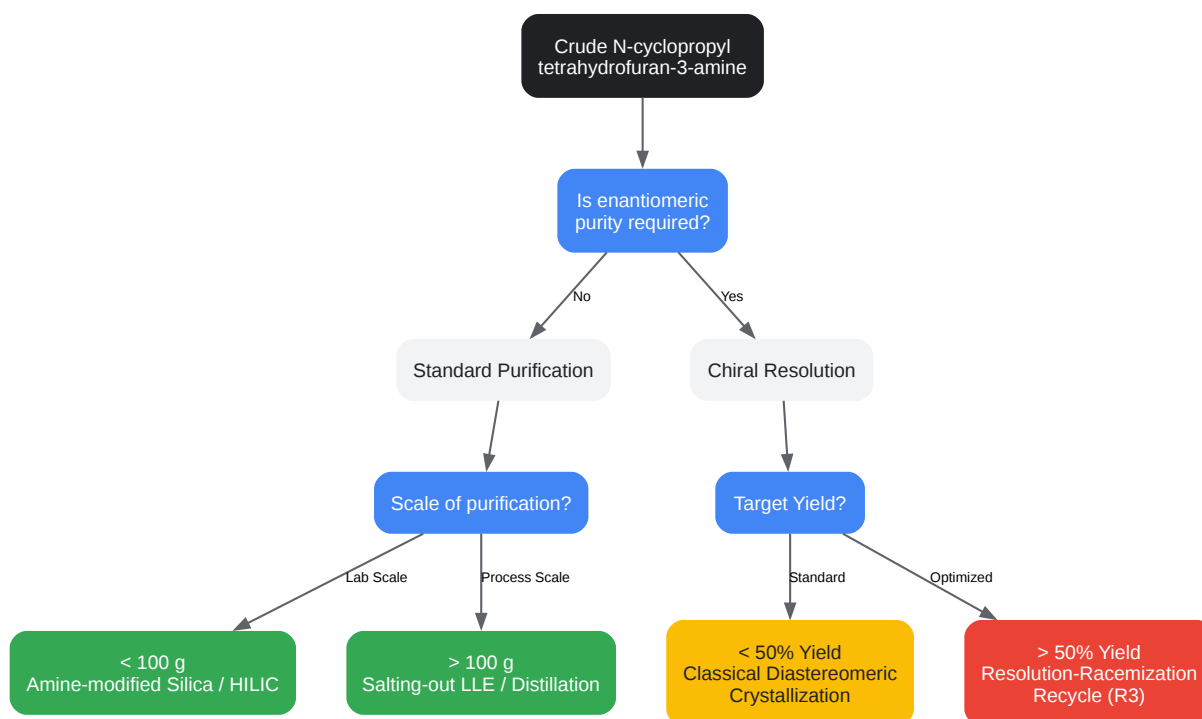 Crude N-cyclopropyl
tetrahydrofuran-3-amine
Is enantiomeric
purity required?
No
Yes
Standard Purification
Chiral Resolution
Scale of purification?
Target Yield?
Lab Scale
Process Scale
Standard
Optimized
< 100 g
Amine-modified Silica / HILIC
> 100 g
Salting-out LLE / Distillation
< 50% Yield
Classical Diastereomeric
Crystallization
> 50% Yield
Resolution-Racemization
Recycle (R3)